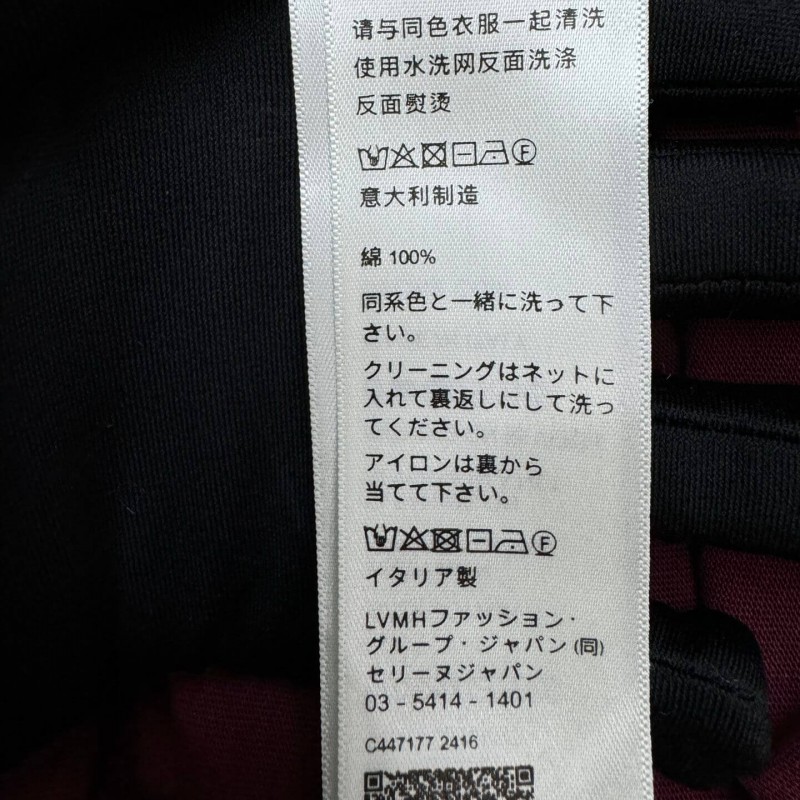 请与同色衣服一起清洗
使用水洗网反面洗涤
反面熨烫
F
意大利制造
綿 100%
同系色と一緒に洗って下
さい。
クリーニングはネットに
入れて裏返しにして洗っ
てください。
アイロンは裏から
当てて下さい。
F
イタリア製
LVMHファッション・
グループ・ジャパン(同)
セリーヌジャパン
03 - 5414 - 1401
C447177 2416